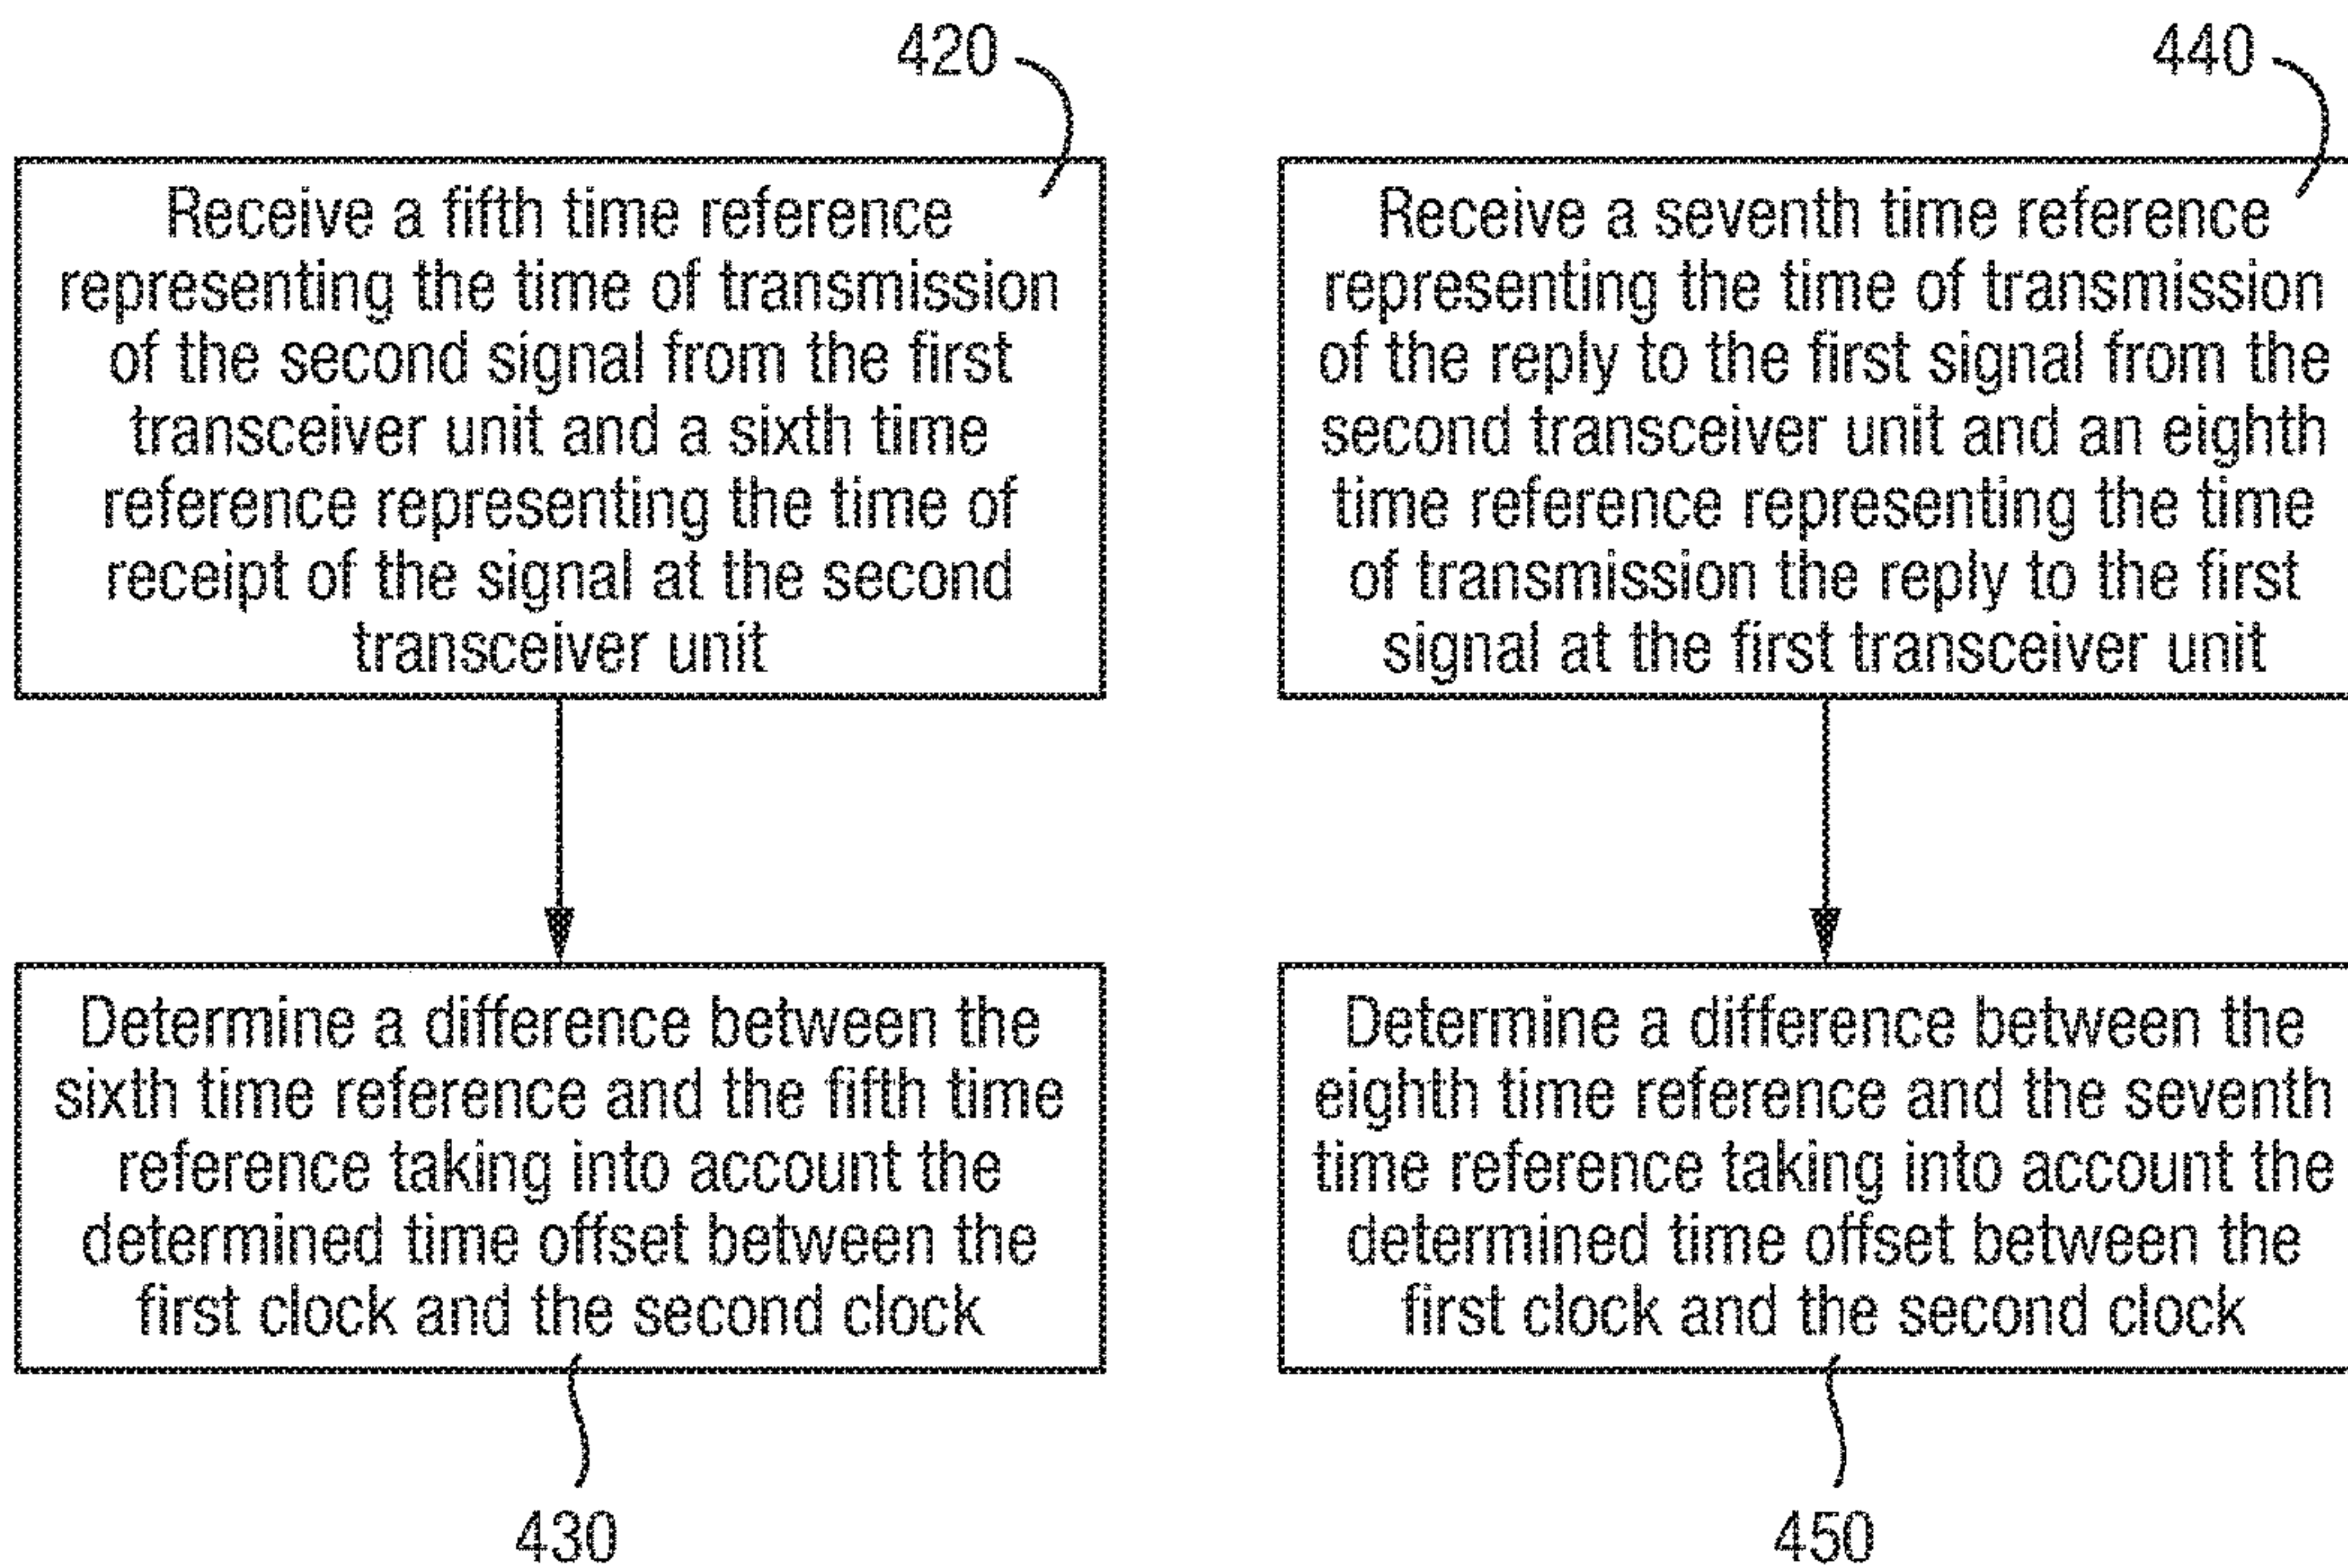 420
Receive a fifth time reference
representing the time of transmission
of the second signal from the first
transceiver unit and a sixth time
reference representing the time of
receipt of the signal at the second
transceiver unit
Determine a difference between the
sixth time reference and the fifth time
reference taking into account the
determined time offset between the
first clock and the second clock
430
440
Receive a seventh time reference
representing the time of transmission
of the reply to the first signal from the
second transceiver unit and an eighth
time reference representing the time
of transmission the reply to the first
signal at the first transceiver unit
Determine a difference between the
eighth time reference and the seventh
time reference taking into account the
determined time offset between the
first clock and the second clock
450